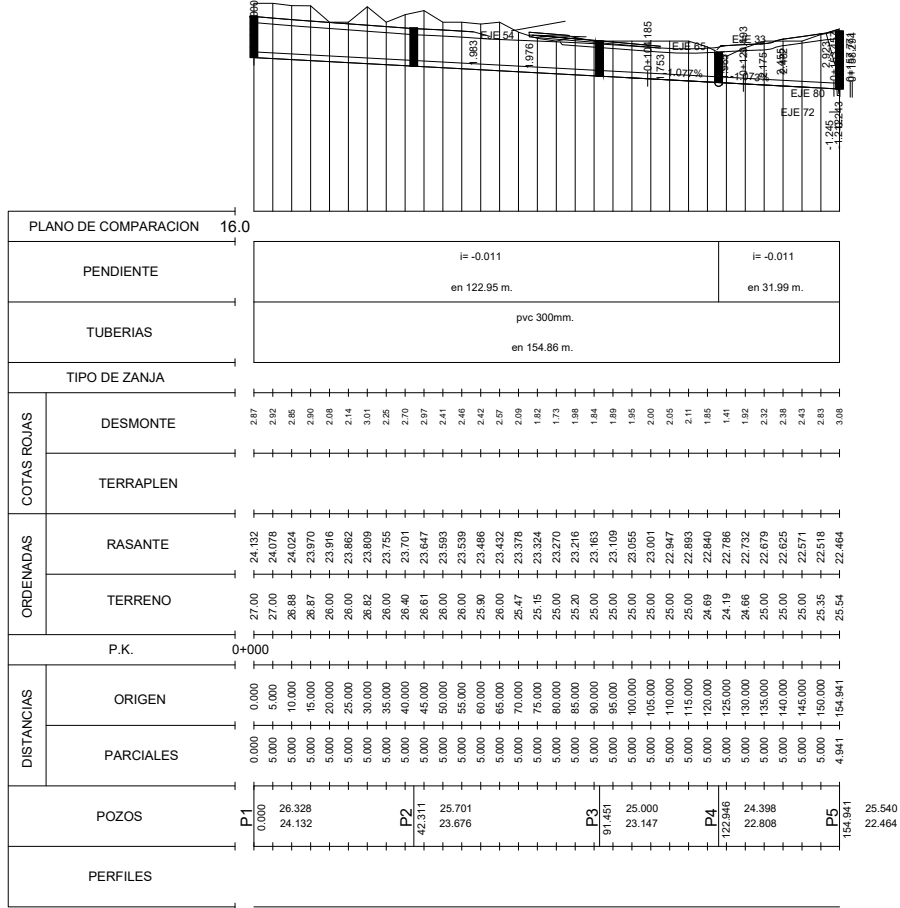 EJE 54
EJE 65
EJE 33
1.983
1.976
-1.077%
-1.073%
EJE 80
EJE 72
-1.245
PLANO DE COMPARACION 16.0
PENDIENTE
i= -0.011
en 122.95 m.
i= -0.011
en 31.99 m.
TUBERIAS
pvc 300mm.
en 154.86 m.
TIPO DE ZANJA
COTAS ROJAS
DESMONTE
2.87 2.92 2.85 2.90 2.08 2.14 3.01 2.25 2.70 2.97 2.41 2.46 2.42 2.57 2.09 1.82 1.73 1.98 1.84 1.89 1.95 2.00 2.05 2.11 1.85 1.41 1.92 2.32 2.38 2.43 2.83 3.08
TERRAPLEN
ORDENADAS
RASANTE
24.132 24.078 24.024 23.970 23.916 23.862 23.809 23.755 23.701 23.647 23.593 23.539 23.486 23.432 23.378 23.324 23.270 23.216 23.163 23.109 23.055 23.001 22.947 22.893 22.840 22.786 22.732 22.679 22.625 22.571 22.518 22.464
TERRENO
27.00 27.00 26.88 26.87 26.00 26.00 26.82 26.00 26.40 26.61 26.00 26.00 25.90 26.00 25.47 25.15 25.00 25.20 25.00 25.00 25.00 25.00 25.00 25.00 24.69 24.19 24.66 25.00 25.00 25.00 25.35 25.54
P.K.
0+000
DISTANCIAS
ORIGEN
0.000 5.000 10.000 15.000 20.000 25.000 30.000 35.000 40.000 45.000 50.000 55.000 60.000 65.000 70.000 75.000 80.000 85.000 90.000 95.000 100.000 105.000 110.000 115.000 120.000 125.000 130.000 135.000 140.000 145.000 150.000 154.941
PARCIALES
0.000 5.000 5.000 5.000 5.000 5.000 5.000 5.000 5.000 5.000 5.000 5.000 5.000 5.000 5.000 5.000 5.000 5.000 5.000 5.000 5.000 5.000 5.000 5.000 5.000 5.000 5.000 5.000 5.000 5.000 5.000 4.941
POZOS
P1
0.000
26.328
24.132
P2
42.311
25.701
23.676
P3
91.451
25.000
23.147
P4
122.946
24.398
22.808
P5
154.941
25.540
22.464
PERFILES